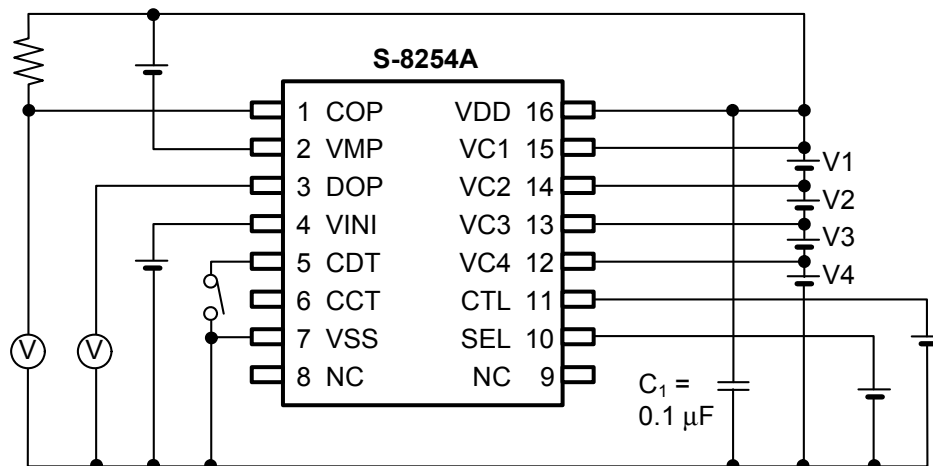 S-8254A
1 COP VDD 16
2 VMP VC1 15
3 DOP VC2 14
4 VINI VC3 13
5 CDT VC4 12
6 CCT CTL 11
7 VSS SEL 10
8 NC NC 9
V1
V2
V3
V4
V
V
C₁ =
0.1 μF